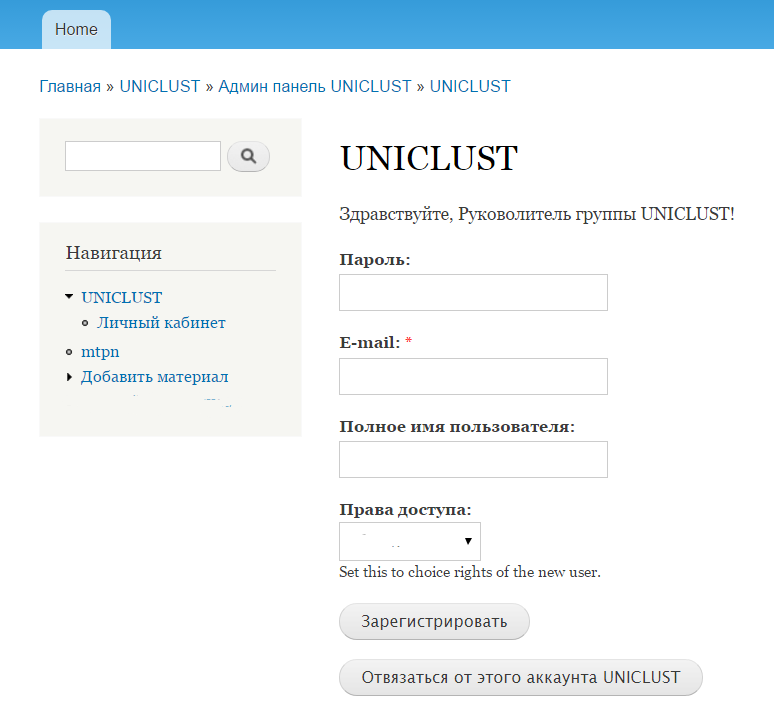 Home
Главная » UNICLUST » Админ панель UNICLUST » UNICLUST
UNICLUST
Здравствуйте, Руковолитель группы UNICLUST!
Навигация
UNICLUST
Личный кабинет
mtpn
Добавить материал
Пароль:
E-mail: *
Полное имя пользователя:
Права доступа:
Set this to choice rights of the new user.
Зарегистрировать
Отвязаться от этого аккаунта UNICLUST